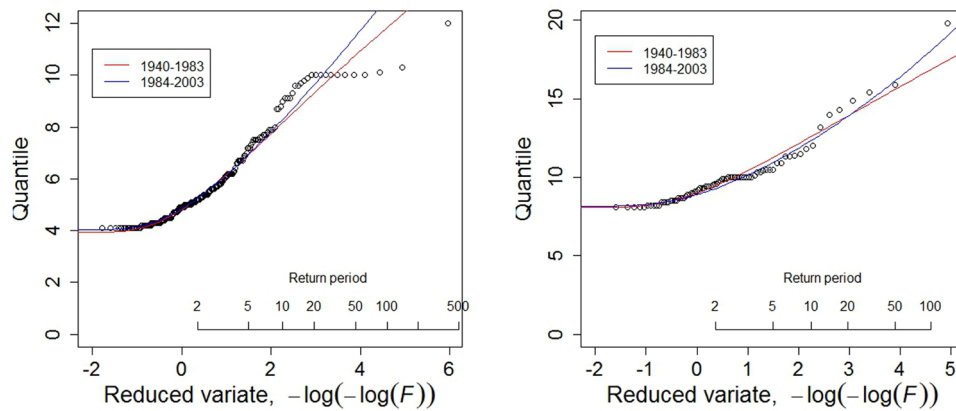 12
10
8
6
4
2
0
Quantile
1940-1983
1984-2003
Return period
2 5 10 20 50 100 500
-2 0 2 4 6
Reduced variate, −log(−log(F))
20
15
10
5
0
Quantile
1940-1983
1984-2003
Return period
2 5 10 20 50 100
-2 -1 0 1 2 3 4 5
Reduced variate, −log(−log(F))